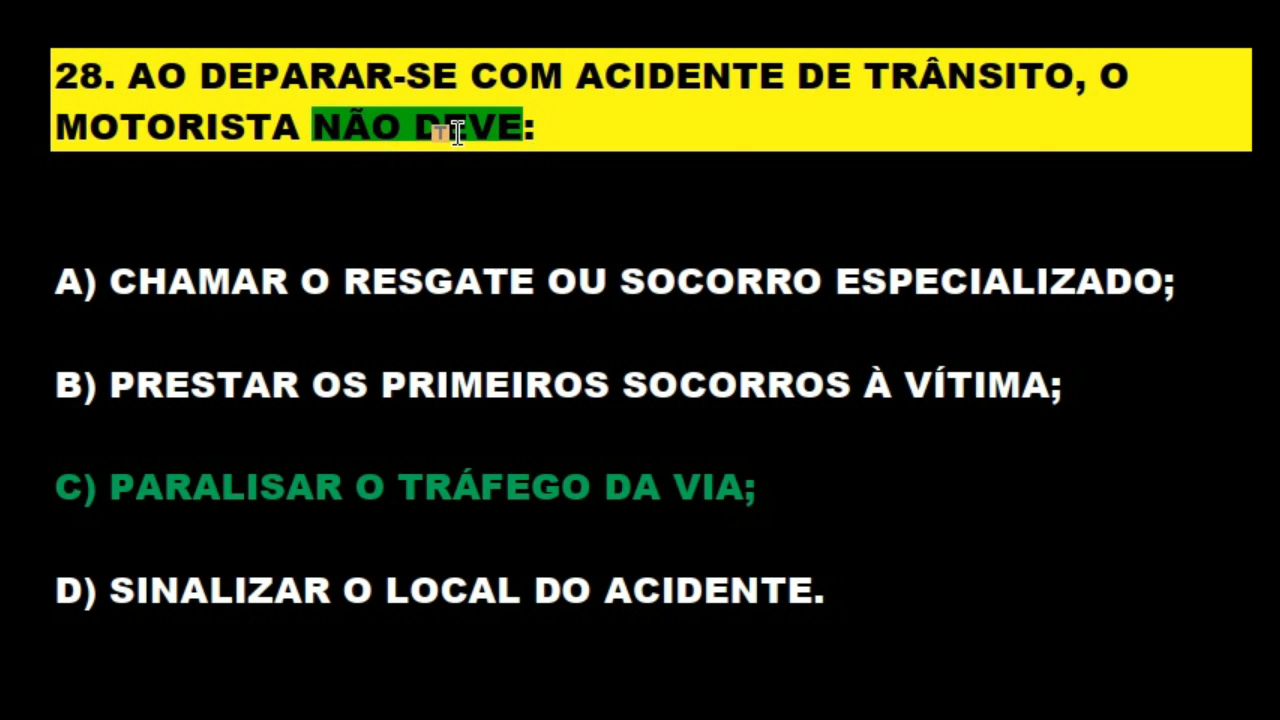 28. AO DEPARAR-SE COM ACIDENTE DE TRÂNSITO, O
MOTORISTA NÃO DEVE:
A) CHAMAR O RESGATE OU SOCORRO ESPECIALIZADO;
B) PRESTAR OS PRIMEIROS SOCORROS À VÍTIMA;
C) PARALISAR O TRÁFEGO DA VIA;
D) SINALIZAR O LOCAL DO ACIDENTE.